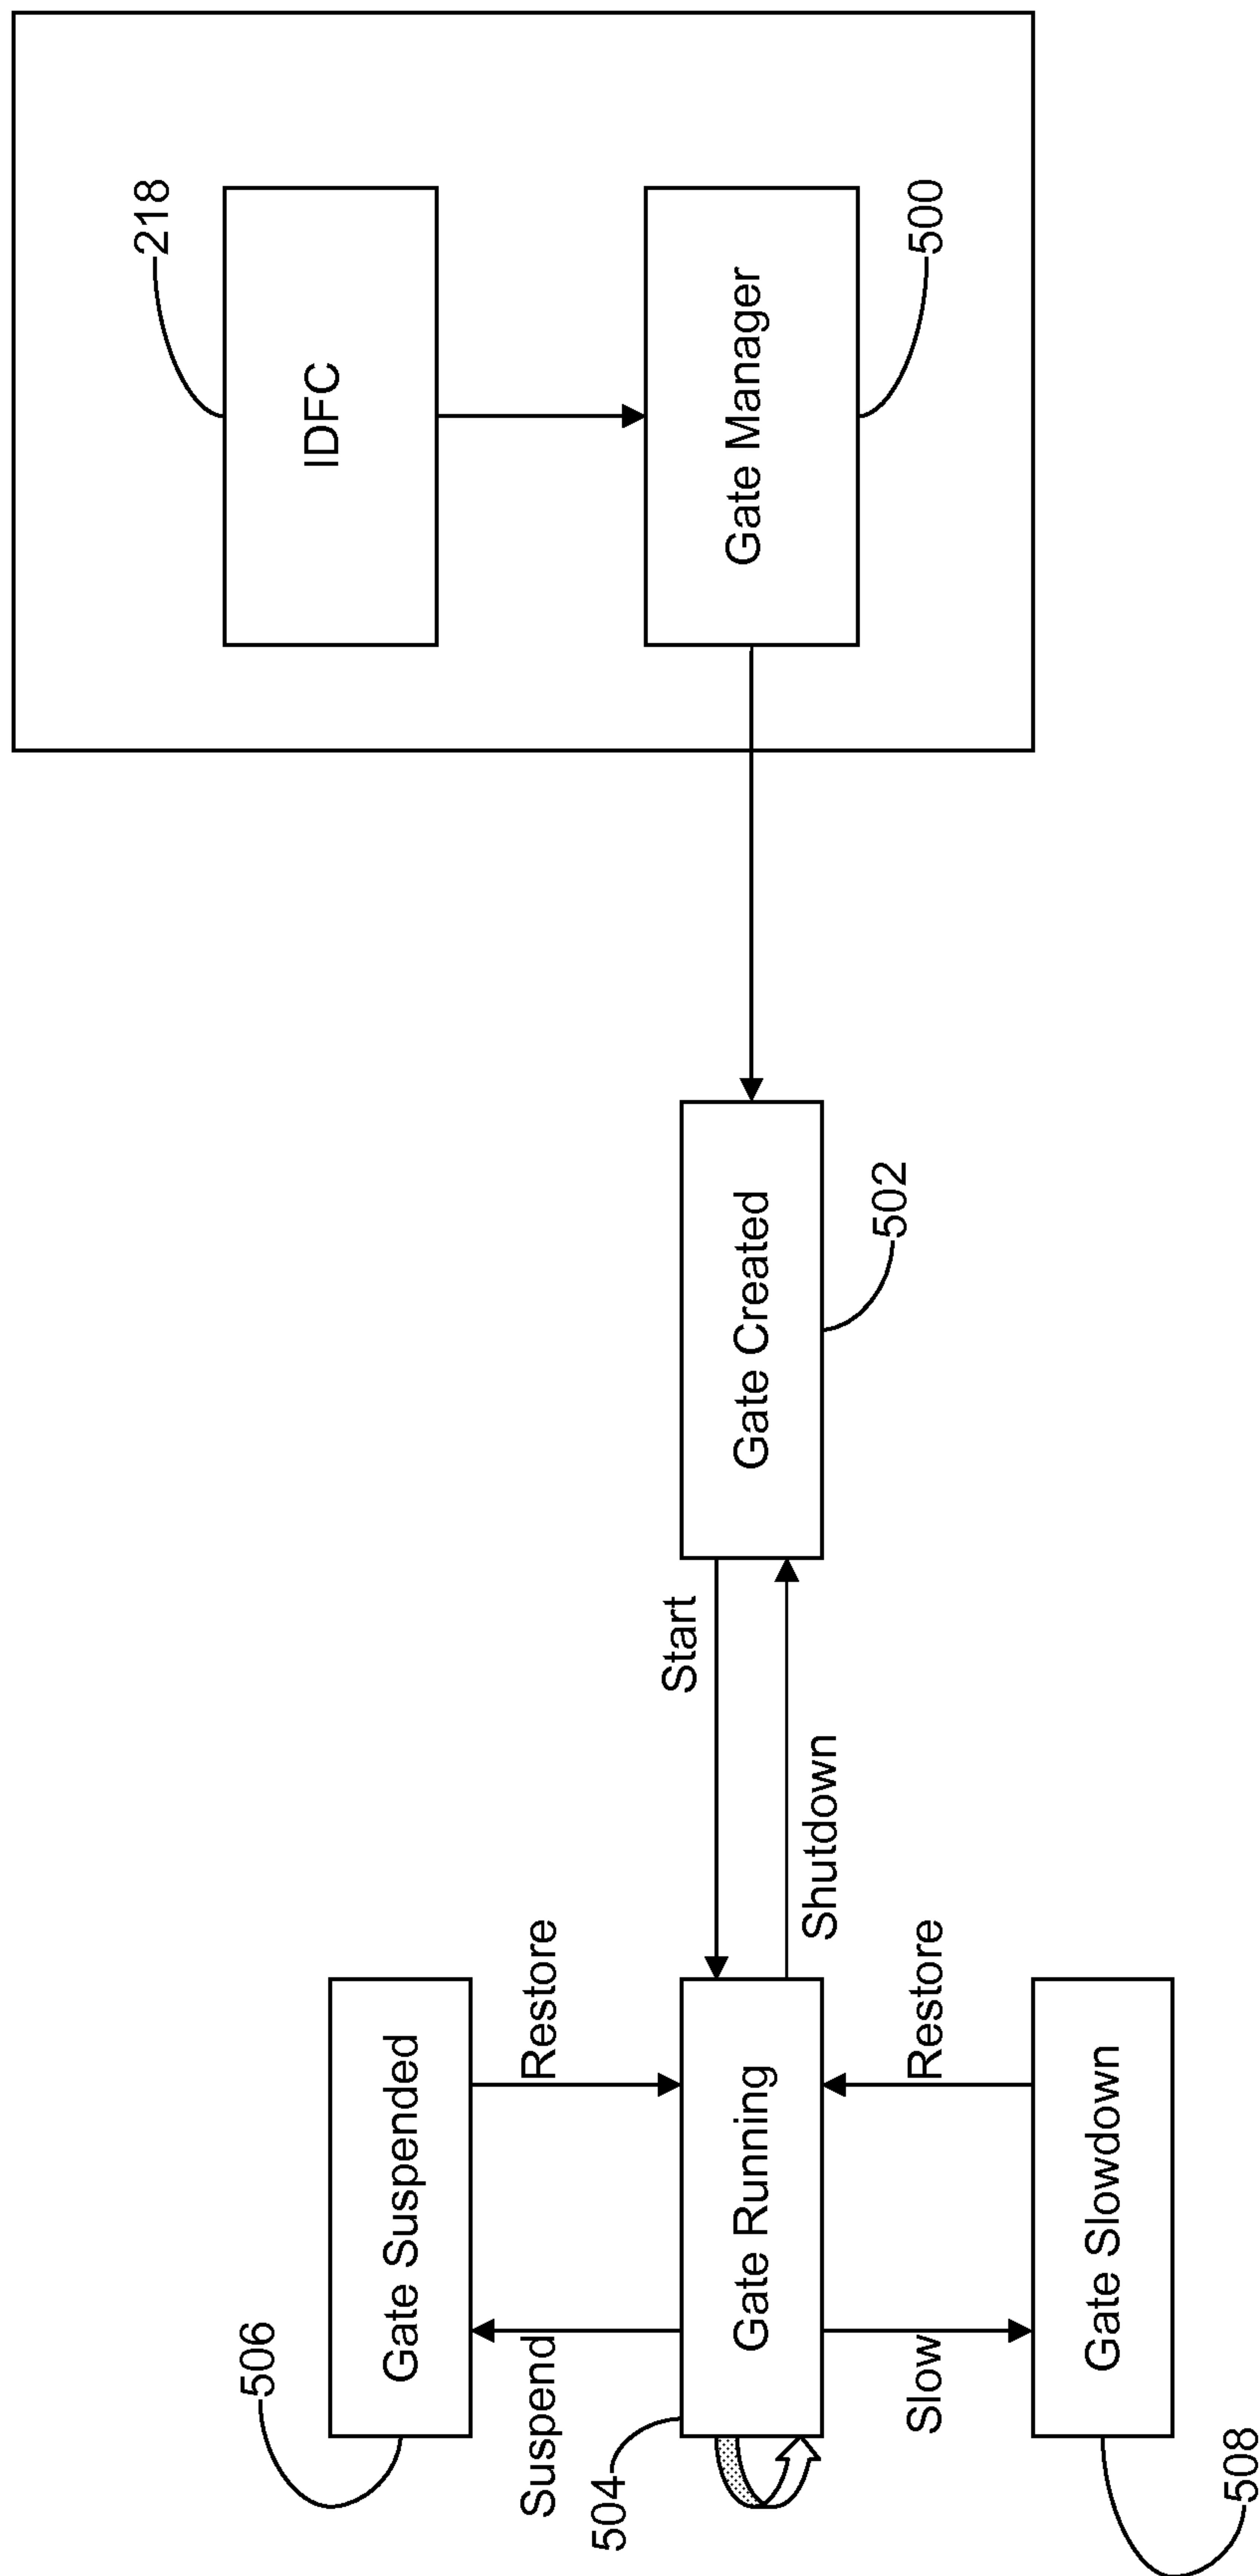 506
Gate Suspended
Suspend
Restore
504
Gate Running
Start
Shutdown
Slow
Restore
Gate Slowdown
508
Gate Created
502
218
IDFC
Gate Manager
500